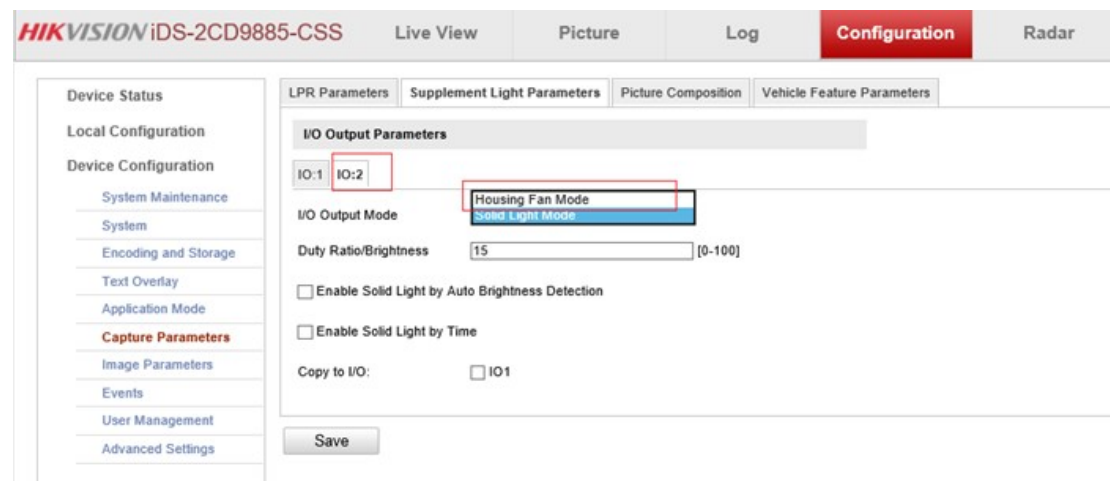 HIKVISION iDS-2CD9885-CSS Live View Picture Log Configuration Radar
Device Status
Local Configuration
Device Configuration
System Maintenance
System
Encoding and Storage
Text Overlay
Application Mode
Capture Parameters
Image Parameters
Events
User Management
Advanced Settings
LPR Parameters Supplement Light Parameters Picture Composition Vehicle Feature Parameters
I/O Output Parameters
IO:1 IO:2
Housing Fan Mode
I/O Output Mode Solid Light Mode
Duty Ratio/Brightness 15 [0-100]
Enable Solid Light by Auto Brightness Detection
Enable Solid Light by Time
Copy to I/O: IO1
Save